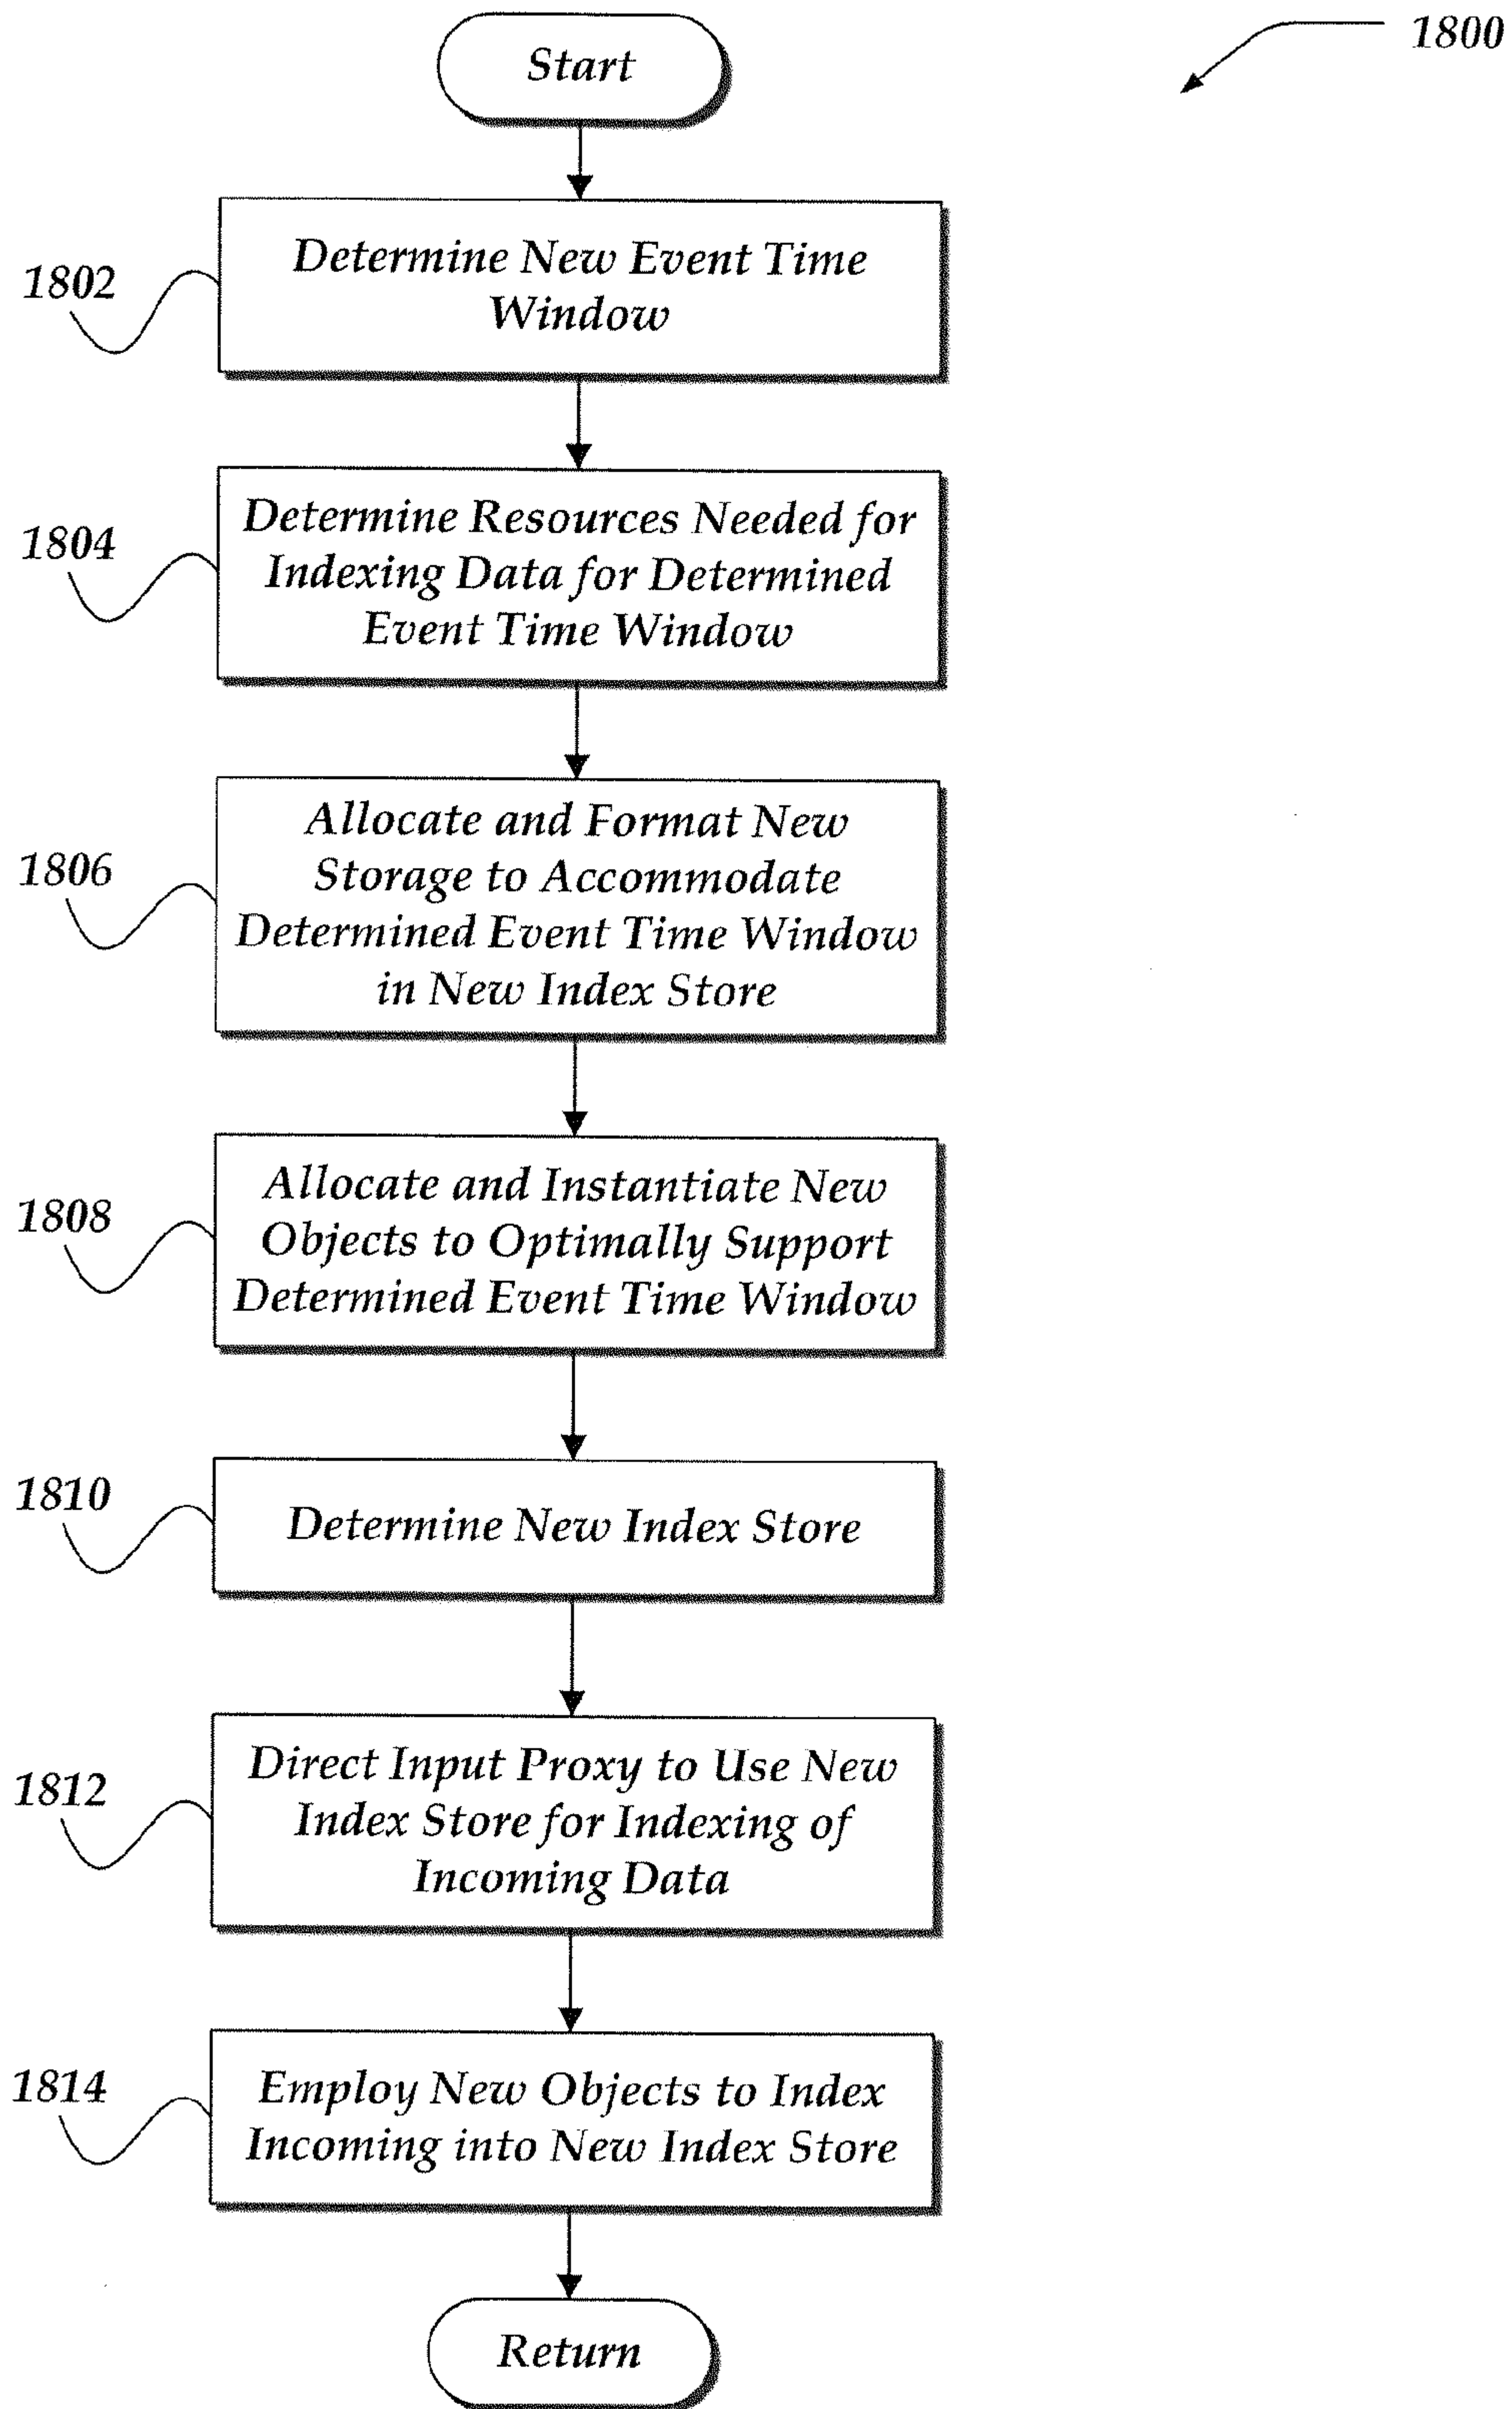 Start
1800
1802
Determine New Event Time
Window
1804
Determine Resources Needed for
Indexing Data for Determined
Event Time Window
1806
Allocate and Format New
Storage to Accommodate
Determined Event Time Window
in New Index Store
1808
Allocate and Instantiate New
Objects to Optimally Support
Determined Event Time Window
1810
Determine New Index Store
1812
Direct Input Proxy to Use New
Index Store for Indexing of
Incoming Data
1814
Employ New Objects to Index
Incoming into New Index Store
Return